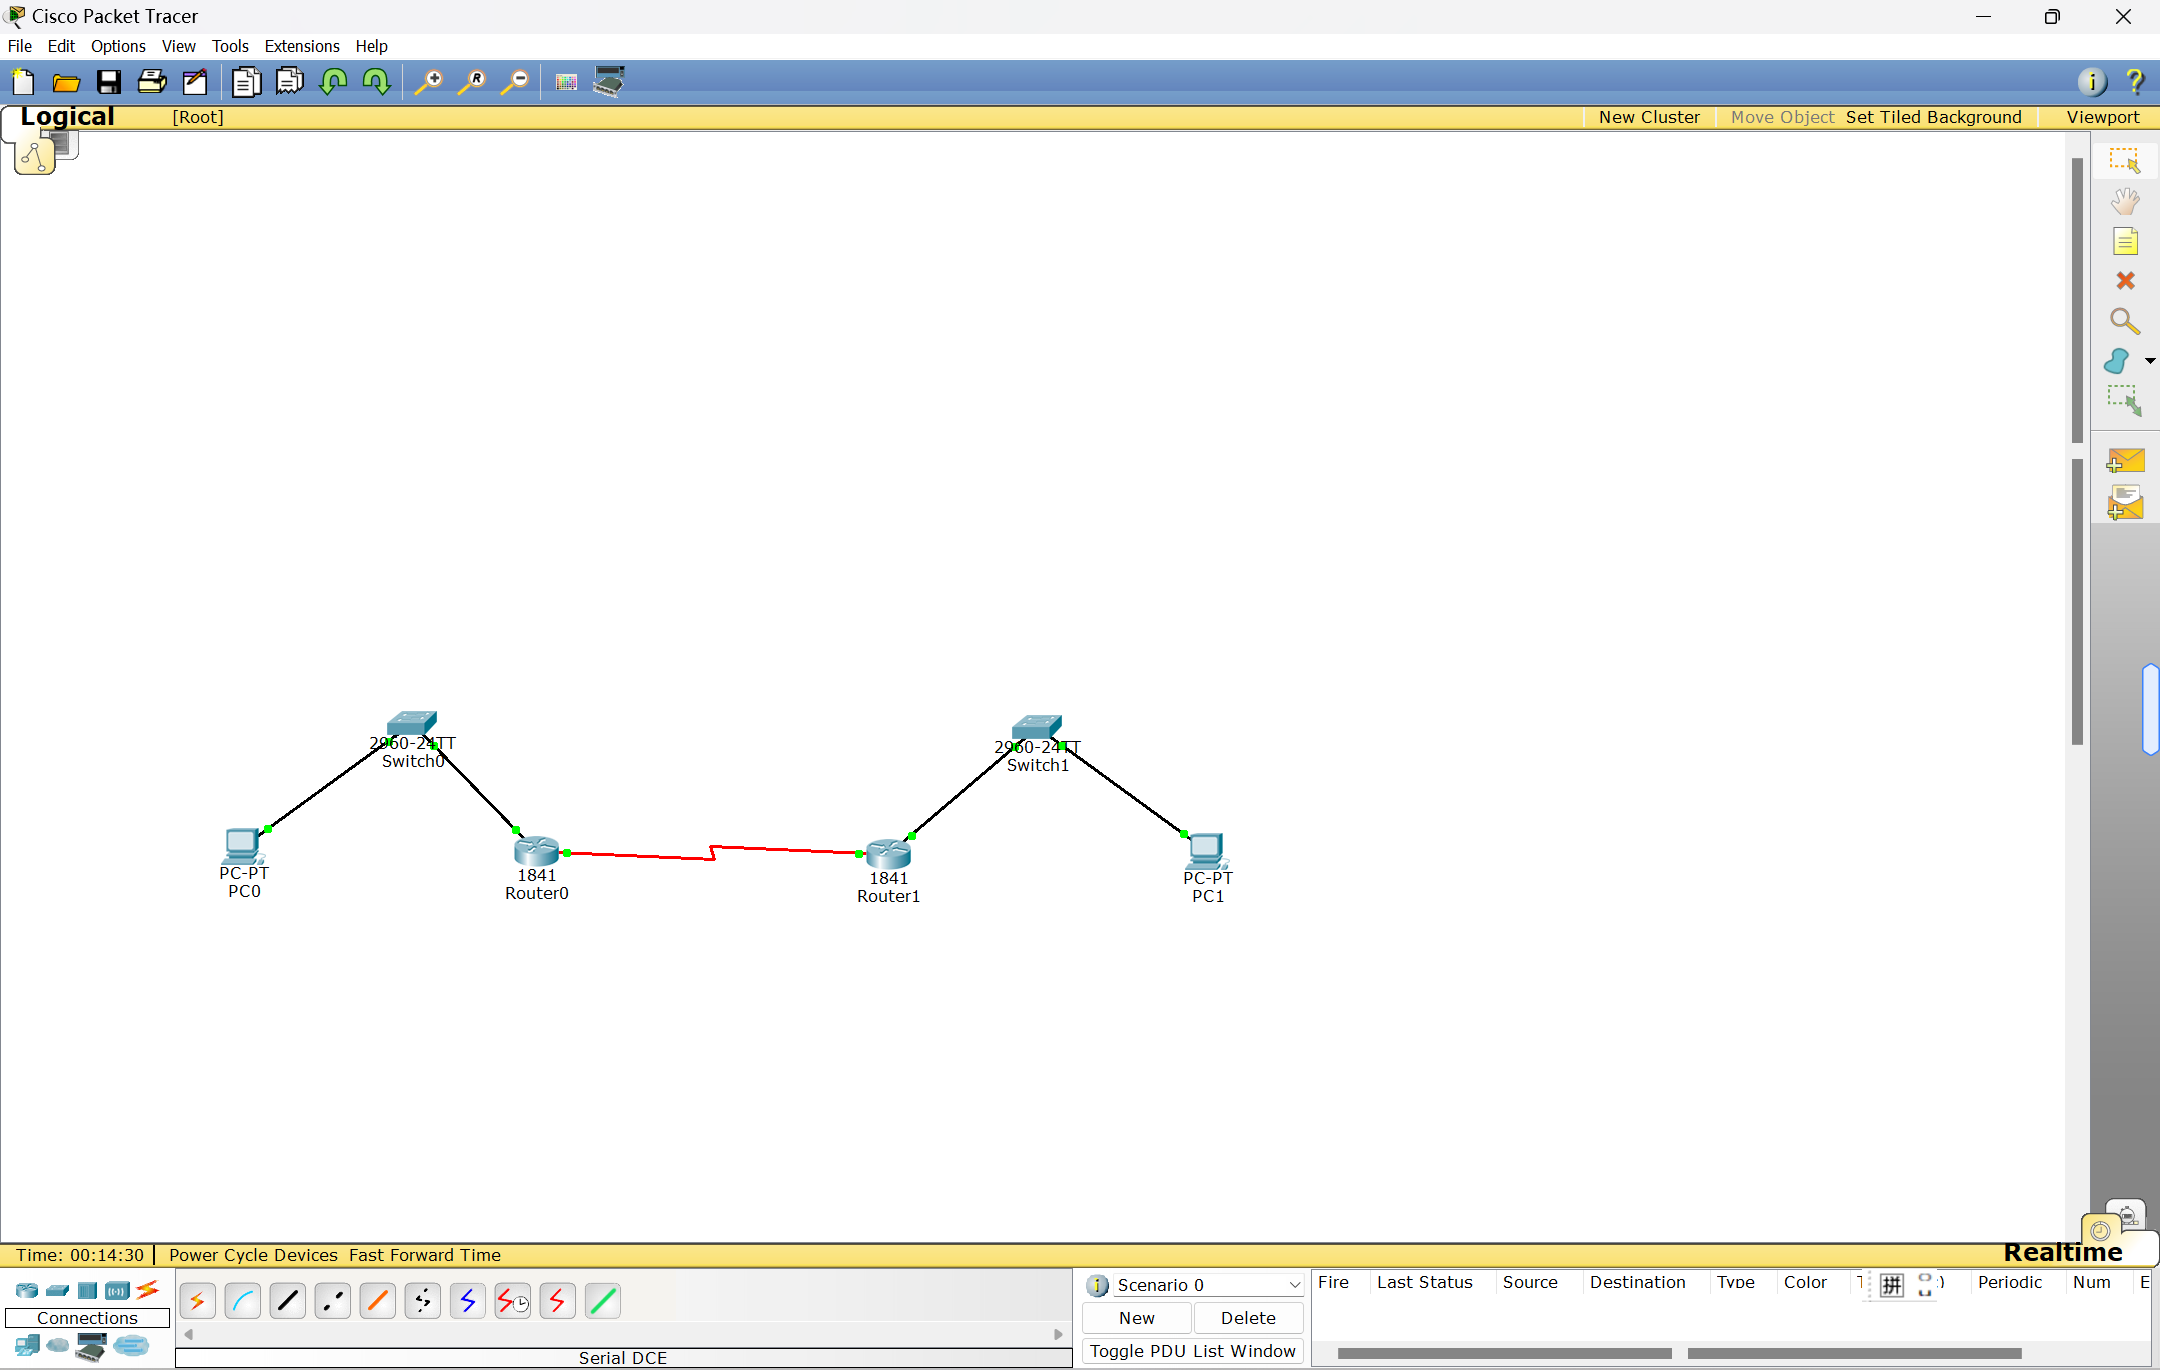 Cisco Packet Tracer
File Edit Options View Tools Extensions Help
Logical [Root] New Cluster Move Object Set Tiled Background Viewport
2960-24TT
Switch0
2960-24TT
Switch1
PC-PT
PC0
1841
Router0
1841
Router1
PC-PT
PC1
Time: 00:14:30 Power Cycle Devices Fast Forward Time Realtime
Connections
Serial DCE
Scenario 0
New Delete
Toggle PDU List Window
Fire Last Status Source Destination Type Color Periodic Num
拼